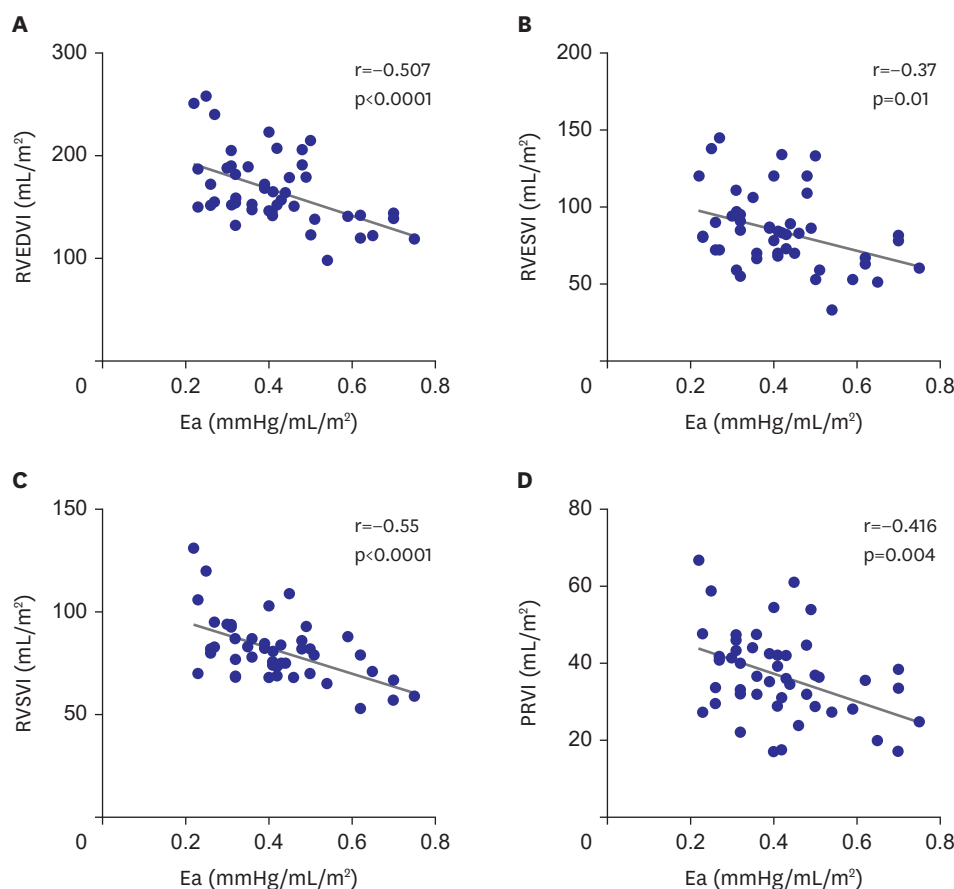 A
300
200
100
0
0.2
0.4
0.6
0.8
RVEDVI (mL/m²)
Ea (mmHg/mL/m²)
r=−0.507
p<0.0001
B
200
150
100
50
0
0.2
0.4
0.6
0.8
RVESVI (mL/m²)
Ea (mmHg/mL/m²)
r=−0.37
p=0.01
C
150
100
50
0
0.2
0.4
0.6
0.8
RVSVI (mL/m²)
Ea (mmHg/mL/m²)
r=−0.55
p<0.0001
D
80
60
40
20
0
0.2
0.4
0.6
0.8
PRVI (mL/m²)
Ea (mmHg/mL/m²)
r=−0.416
p=0.004